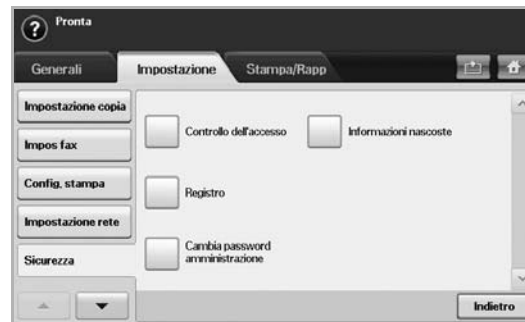 ? Pronta
Generali Impostazione Stampa/Rapp
Impostazione copia
Controllo dell'accesso Informazioni nascoste
Impos fax
Config. stampa
Registro
Impostazione rete
Cambia password
amministrazione
Sicurezza
Indietro